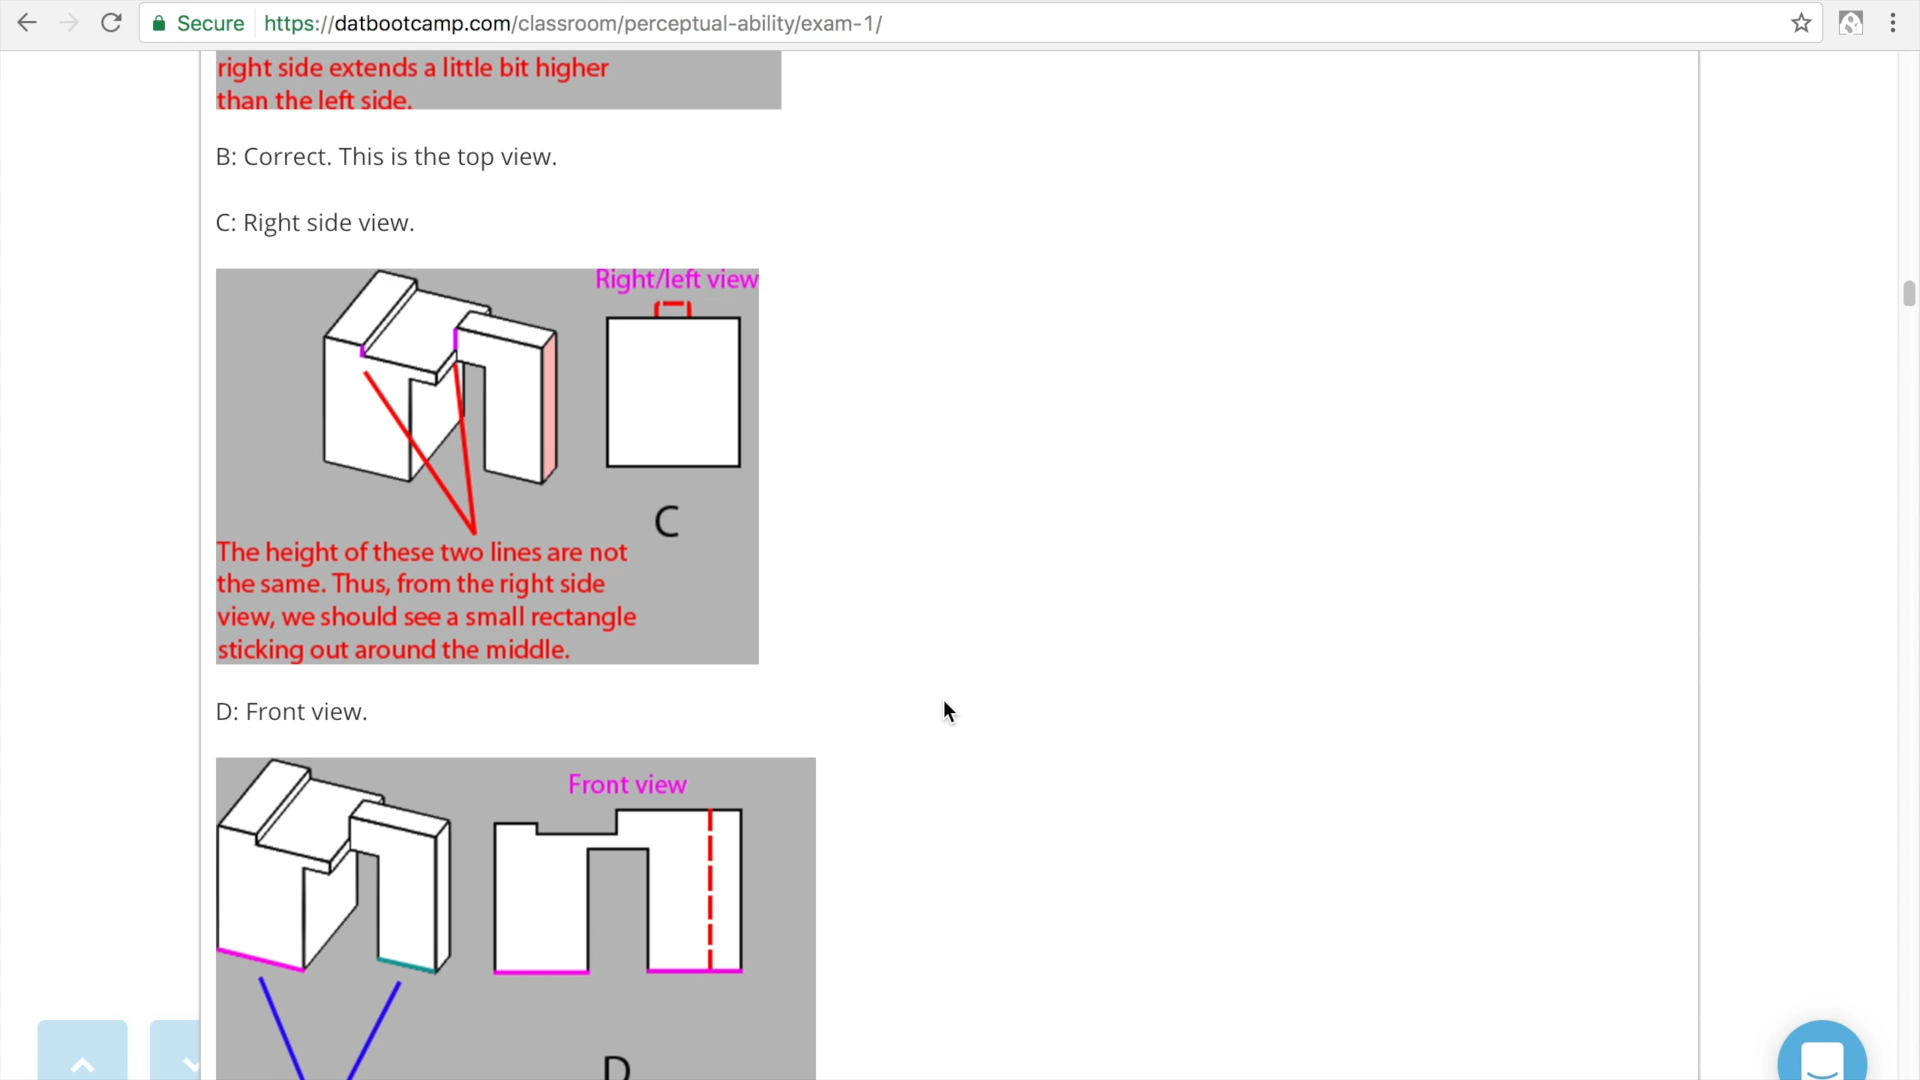 Secure https://datbootcamp.com/classroom/perceptual-ability/exam-1/
right side extends a little bit higher
than the left side.
B: Correct. This is the top view.
C: Right side view.
Right/left view
C
The height of these two lines are not
the same. Thus, from the right side
view, we should see a small rectangle
sticking out around the middle.
D: Front view.
Front view
D